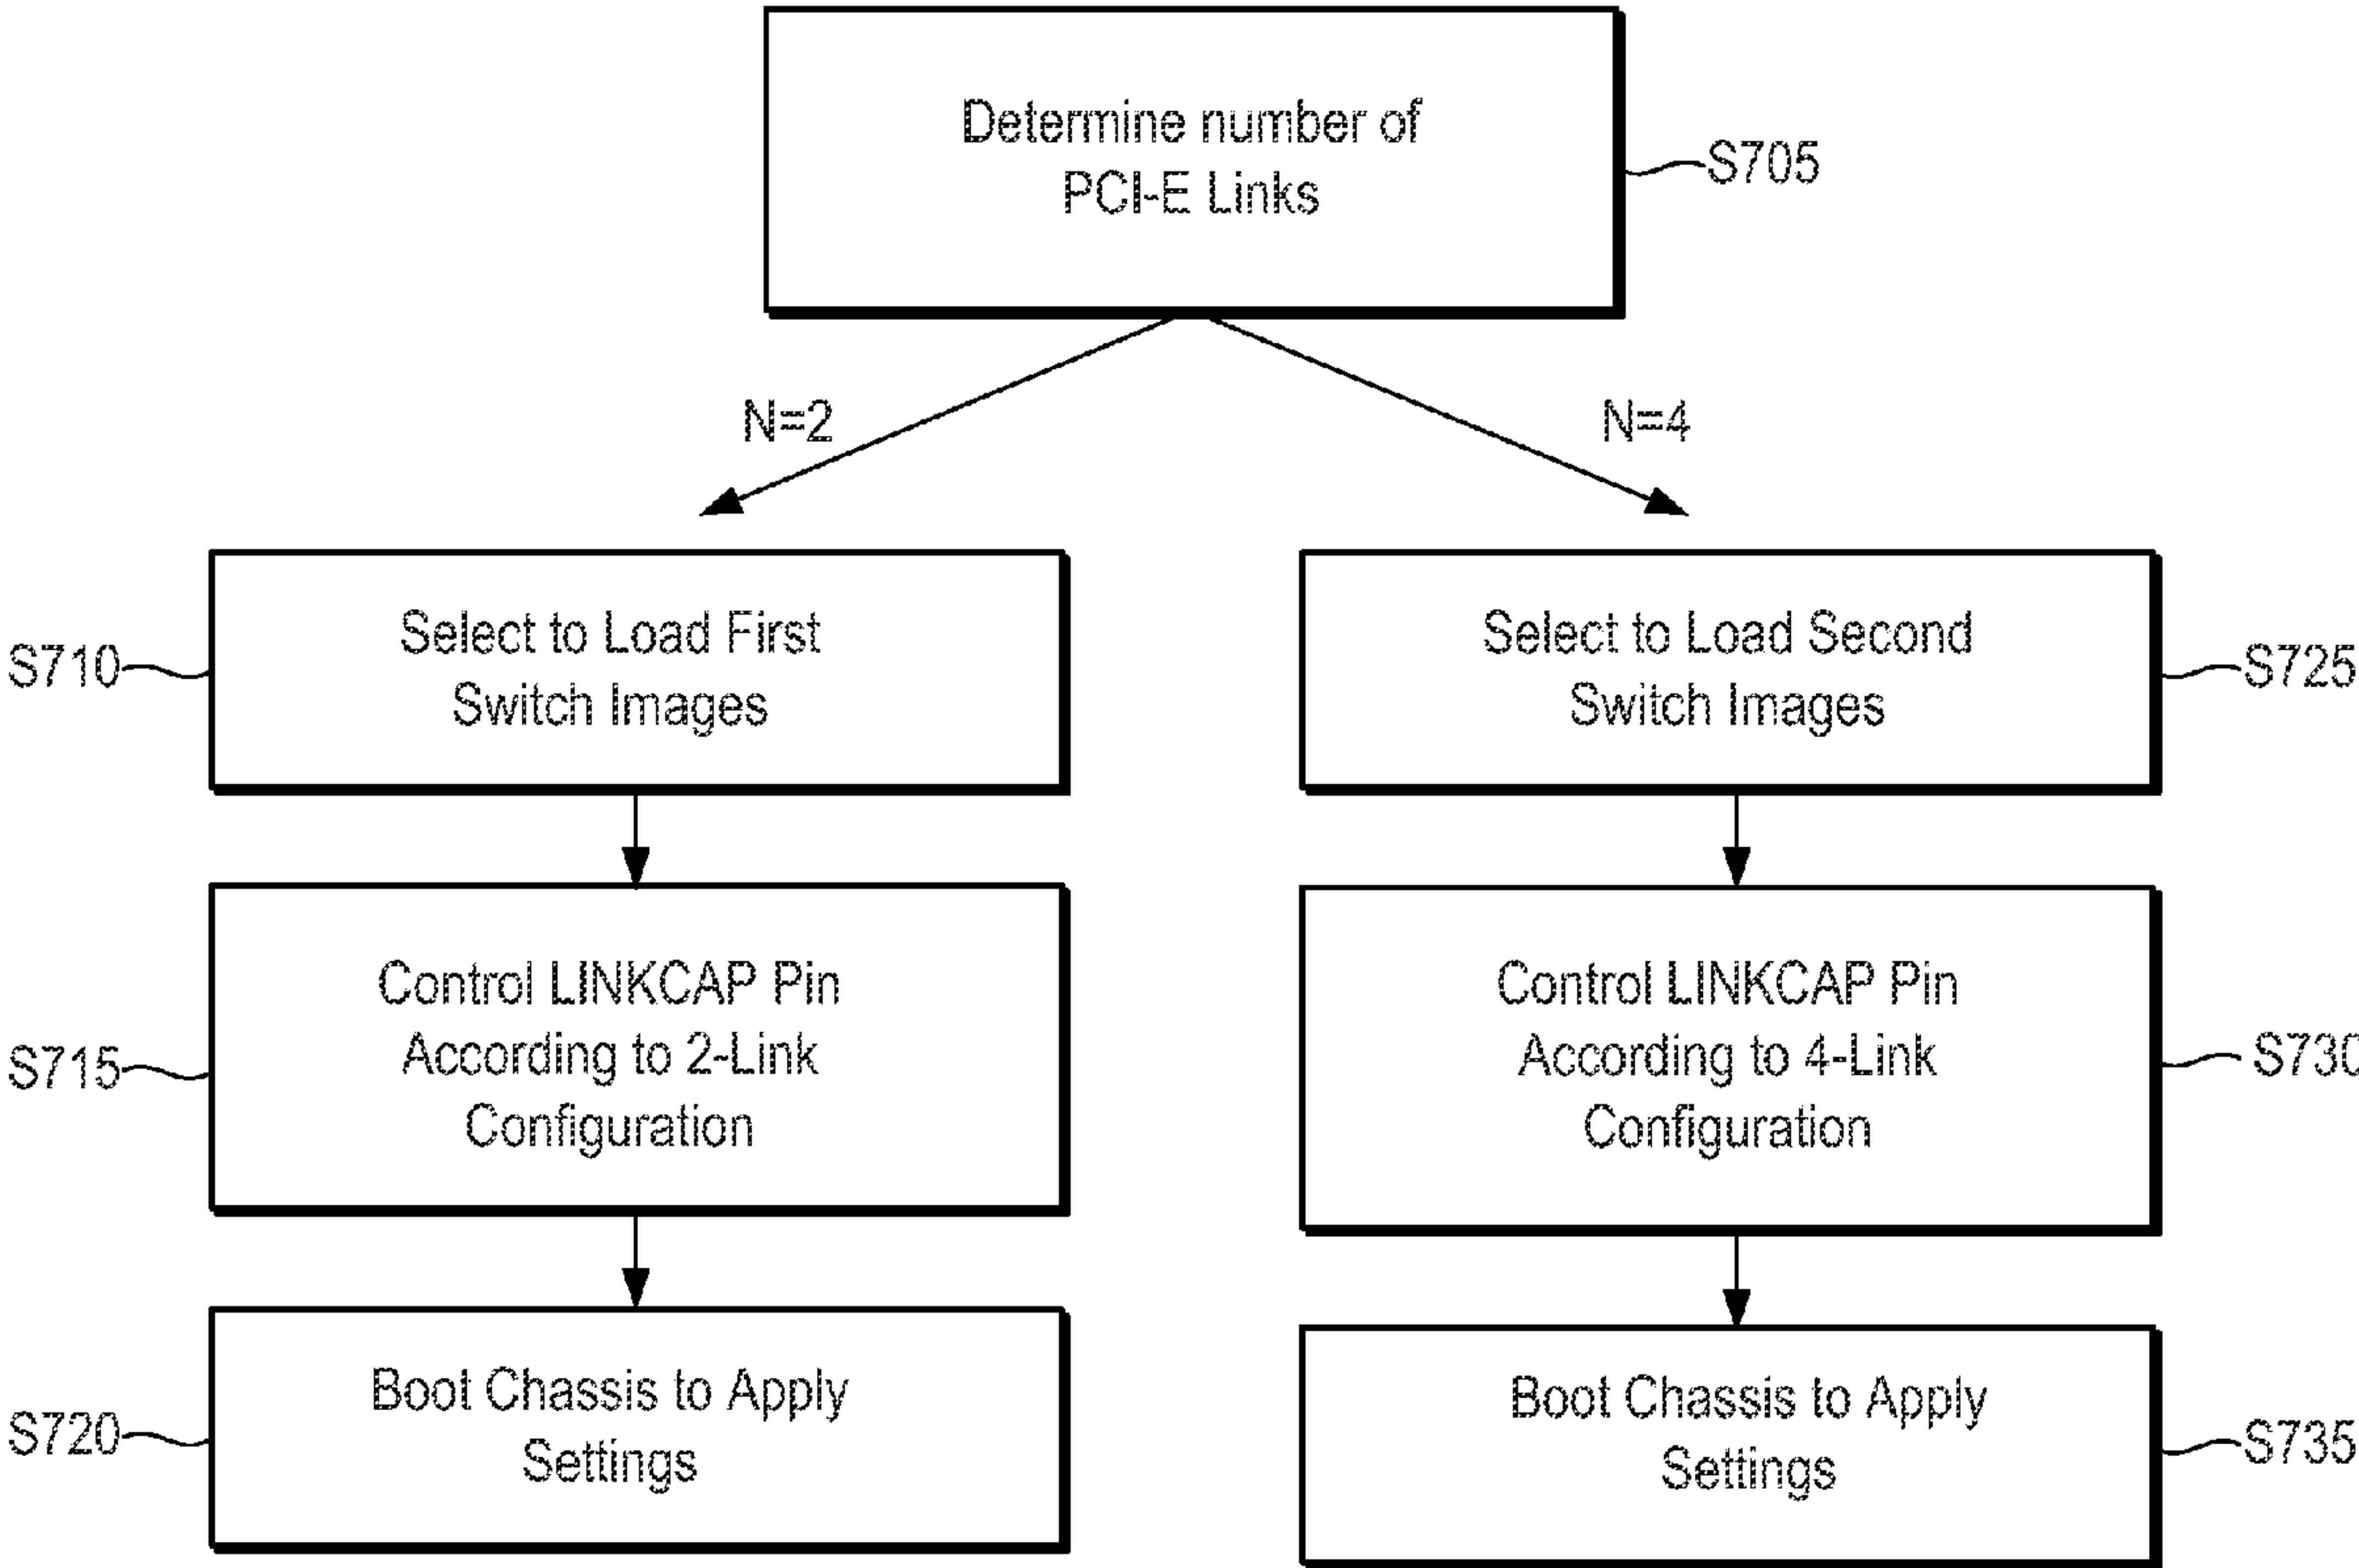 Determine number of
PCI-E Links
S705
N=2
N=4
Select to Load First
Switch Images
S710
Select to Load Second
Switch Images
S725
Control LINKCAP Pin
According to 2-Link
Configuration
S715
Control LINKCAP Pin
According to 4-Link
Configuration
S730
Boot Chassis to Apply
Settings
S720
Boot Chassis to Apply
Settings
S735